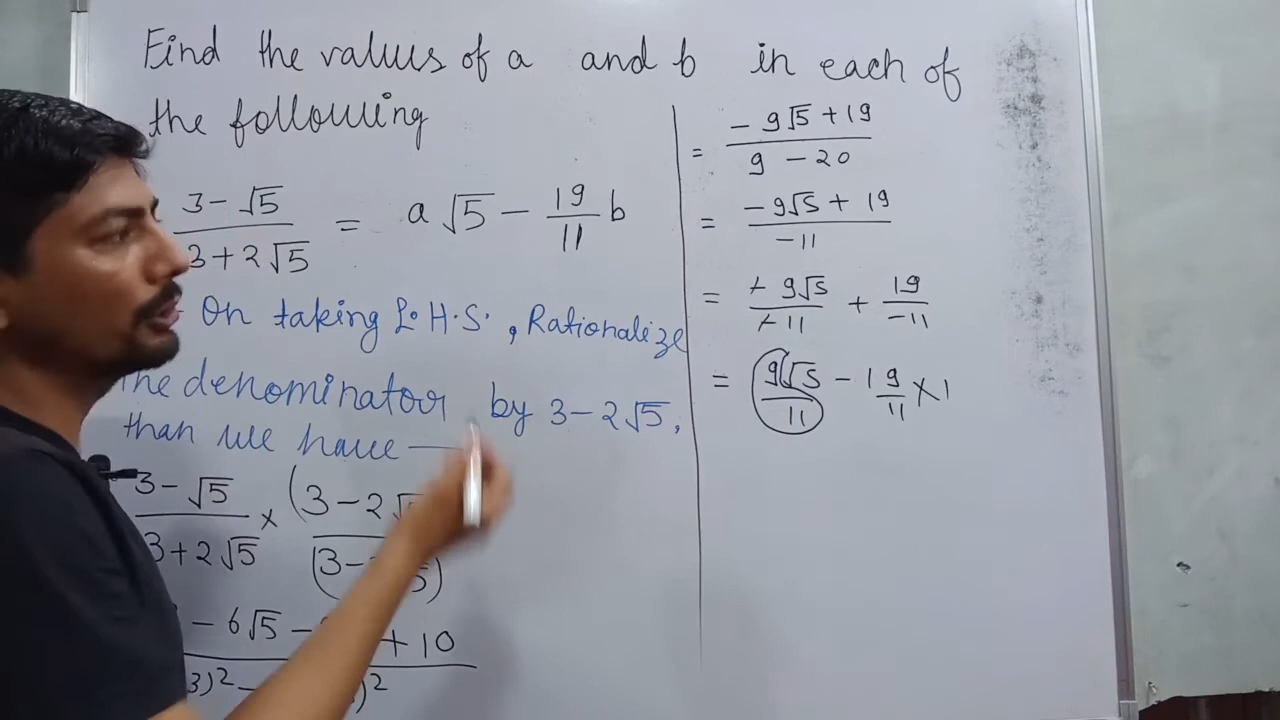 Find the values of a and b in each of
the following
3-√5/3+2√5 = a√5 - 19/11 b
On taking L.H.S., Rationalize
the denominator by 3-2√5,
than we have —
3-√5/3+2√5 × (3-2√5)/(3-2√5)
- 6√5 - + 10
3)² - )²
= -9√5+19/9-20
= -9√5+19/-11
= -9√5/-11 + 19/-11
= 9√5/11 - 19/11 ×1